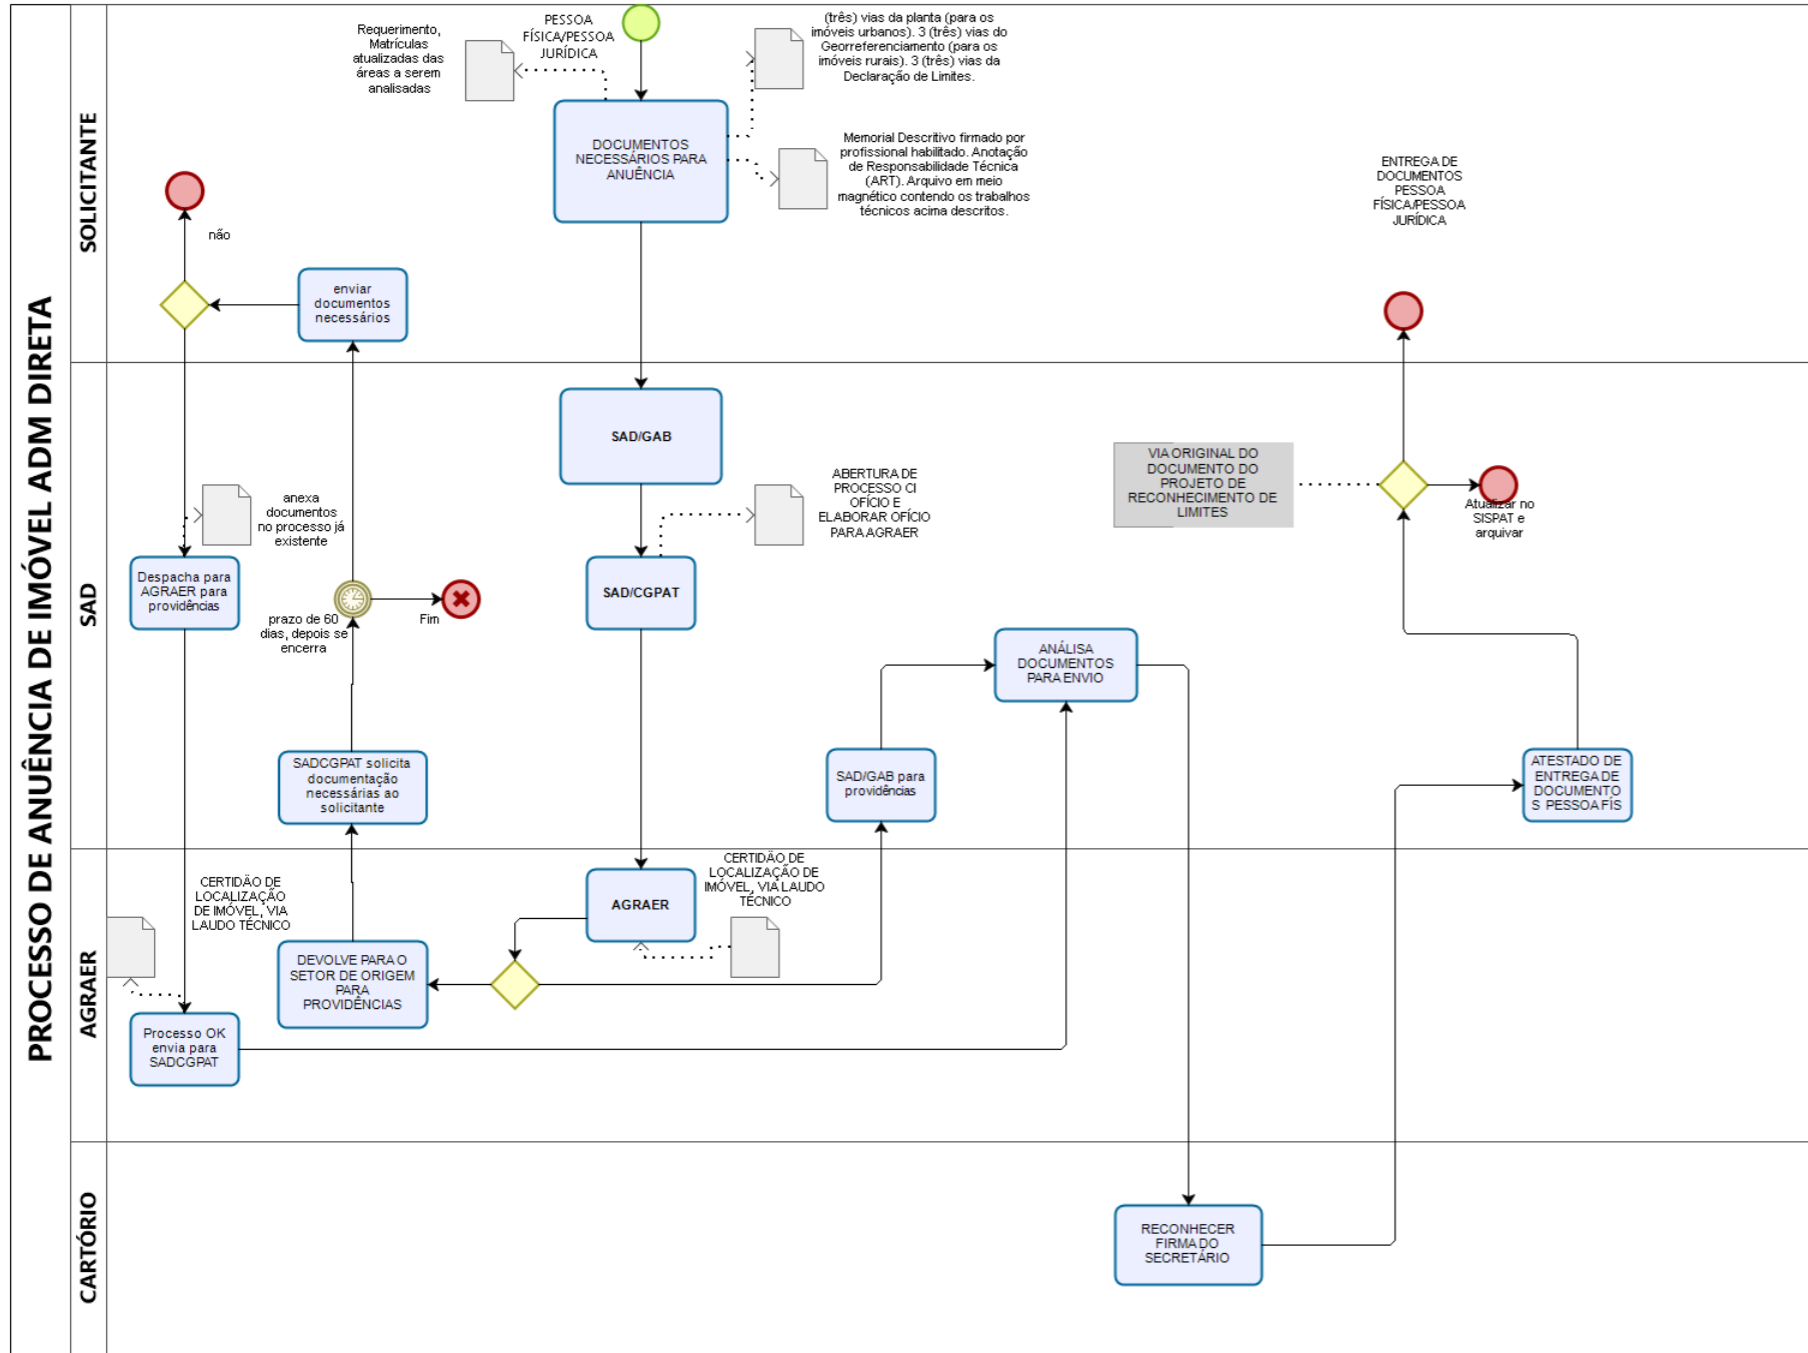 PROCESSO DE ANUÊNCIA DE IMÓVEL ADM DIRETA
SOLICITANTE
Requerimento,
Matrículas
atualizadas das
áreas a serem
analisadas
PESSOA
FÍSICA/PESSOA
JURÍDICA
(três) vias da planta (para os
imóveis urbanos). 3 (três) vias do
Georreferenciamento (para os
imóveis rurais). 3 (três) vias da
Declaração de Limites.
DOCUMENTOS
NECESSÁRIOS PARA
ANUÊNCIA
Memorial Descritivo firmado por
profissional habilitado. Anotação
de Responsabilidade Técnica
(ART). Arquivo em meio
magnético contendo os trabalhos
técnicos acima descritos.
ENTREGA DE
DOCUMENTOS
PESSOA
FÍSICA/PESSOA
JURÍDICA
não
enviar
documentos
necessários
SAD
SAD/GAB
VIA ORIGINAL DO
DOCUMENTO DO
PROJETO DE
RECONHECIMENTO DE
LIMITES
ABERTURA DE
PROCESSO CI
OFÍCIO E
ELABORAR OFÍCIO
PARA AGRAER
Atualizar no
SISPAT e
arquivar
anexa
documentos
no processo já
existente
Despacha para
AGRAER para
providências
SAD/CGPAT
prazo de 60
dias, depois se
encerra
Fim
ANÁLISA
DOCUMENTOS
PARA ENVIO
SADCGPAT solicita
documentação
necessárias ao
solicitante
SAD/GAB para
providências
ATESTADO DE
ENTREGA DE
DOCUMENTO
S PESSOA FÍS
AGRAER
CERTIDÃO DE
LOCALIZAÇÃO
DE IMÓVEL, VIA
LAUDO TÉCNICO
AGRAER
CERTIDÃO DE
LOCALIZAÇÃO DE
IMÓVEL, VIA LAUDO
TÉCNICO
DEVOLVE PARA O
SETOR DE ORIGEM
PARA
PROVIDÊNCIAS
Processo OK
envia para
SADCGPAT
CARTÓRIO
RECONHECER
FIRMA DO
SECRETÁRIO